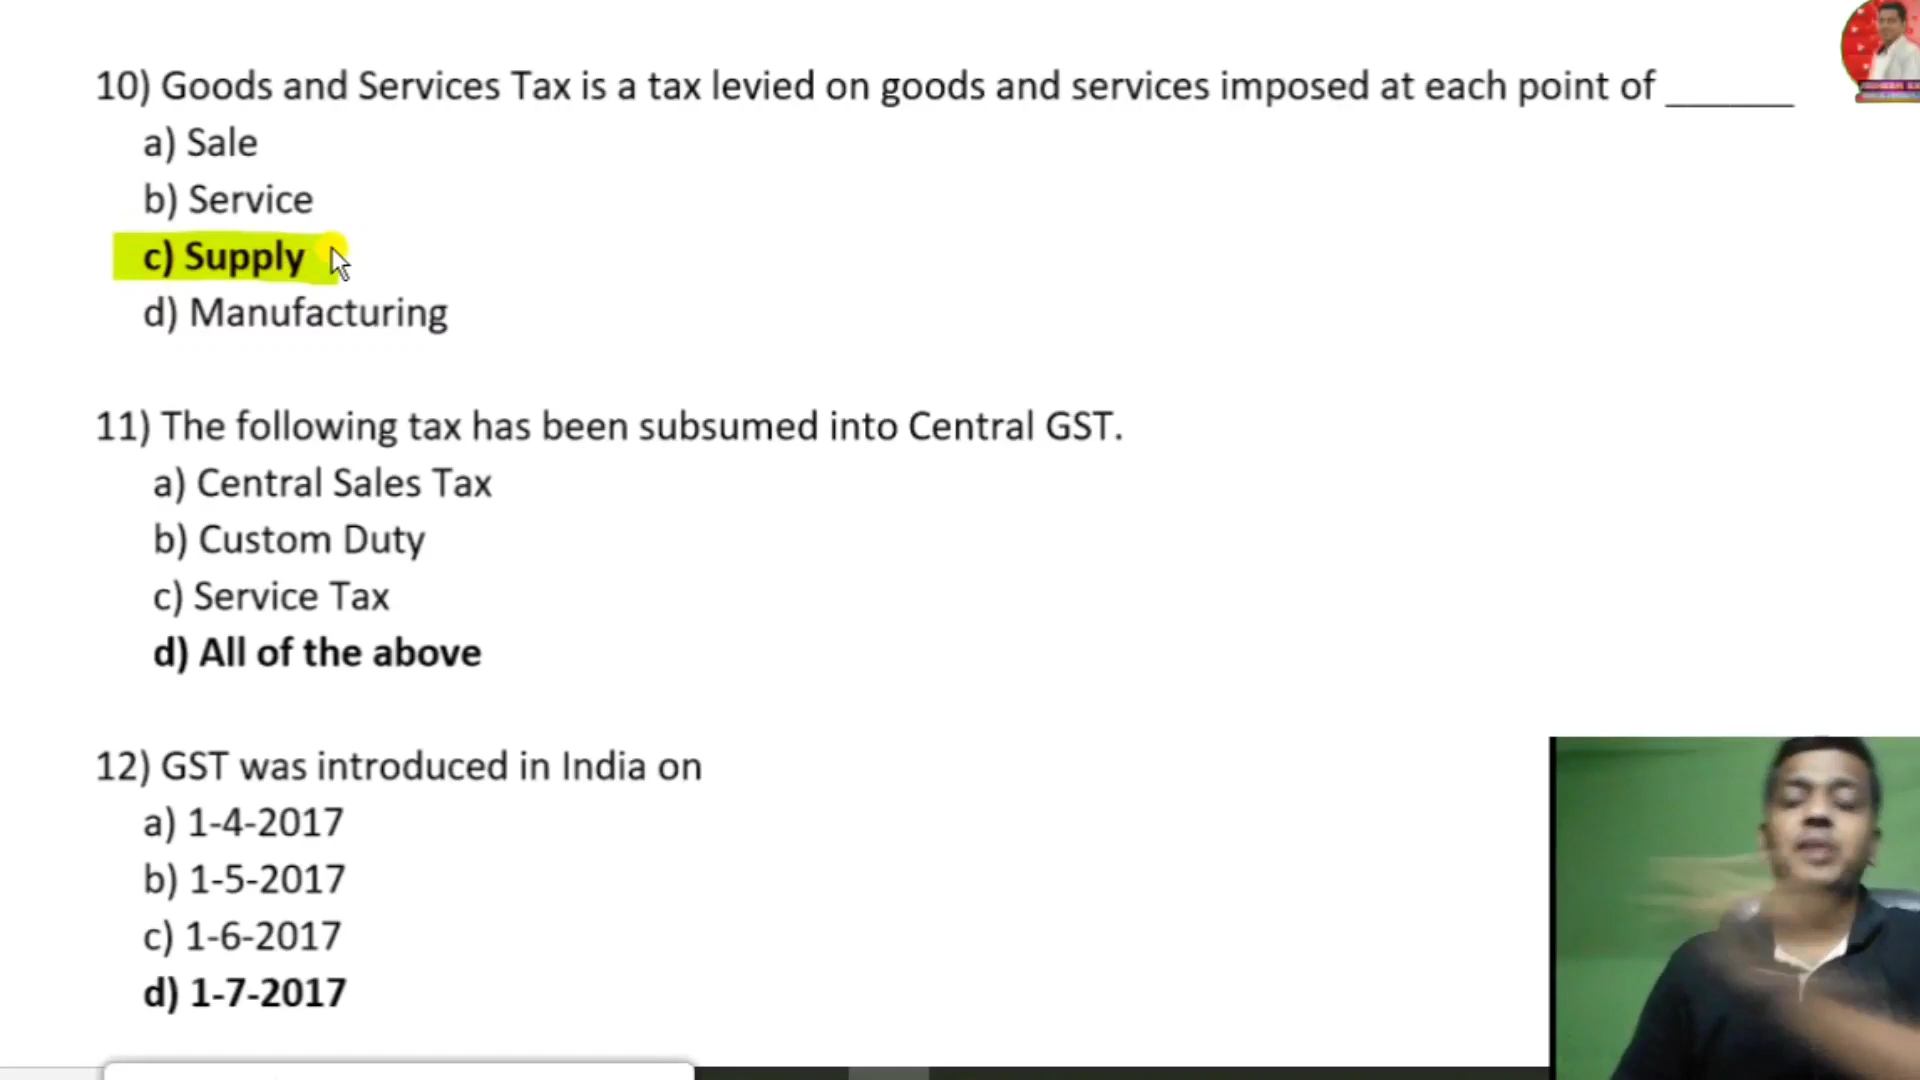 10) Goods and Services Tax is a tax levied on goods and services imposed at each point of ______
a) Sale
b) Service
c) Supply
d) Manufacturing
11) The following tax has been subsumed into Central GST.
a) Central Sales Tax
b) Custom Duty
c) Service Tax
d) All of the above
12) GST was introduced in India on
a) 1-4-2017
b) 1-5-2017
c) 1-6-2017
d) 1-7-2017